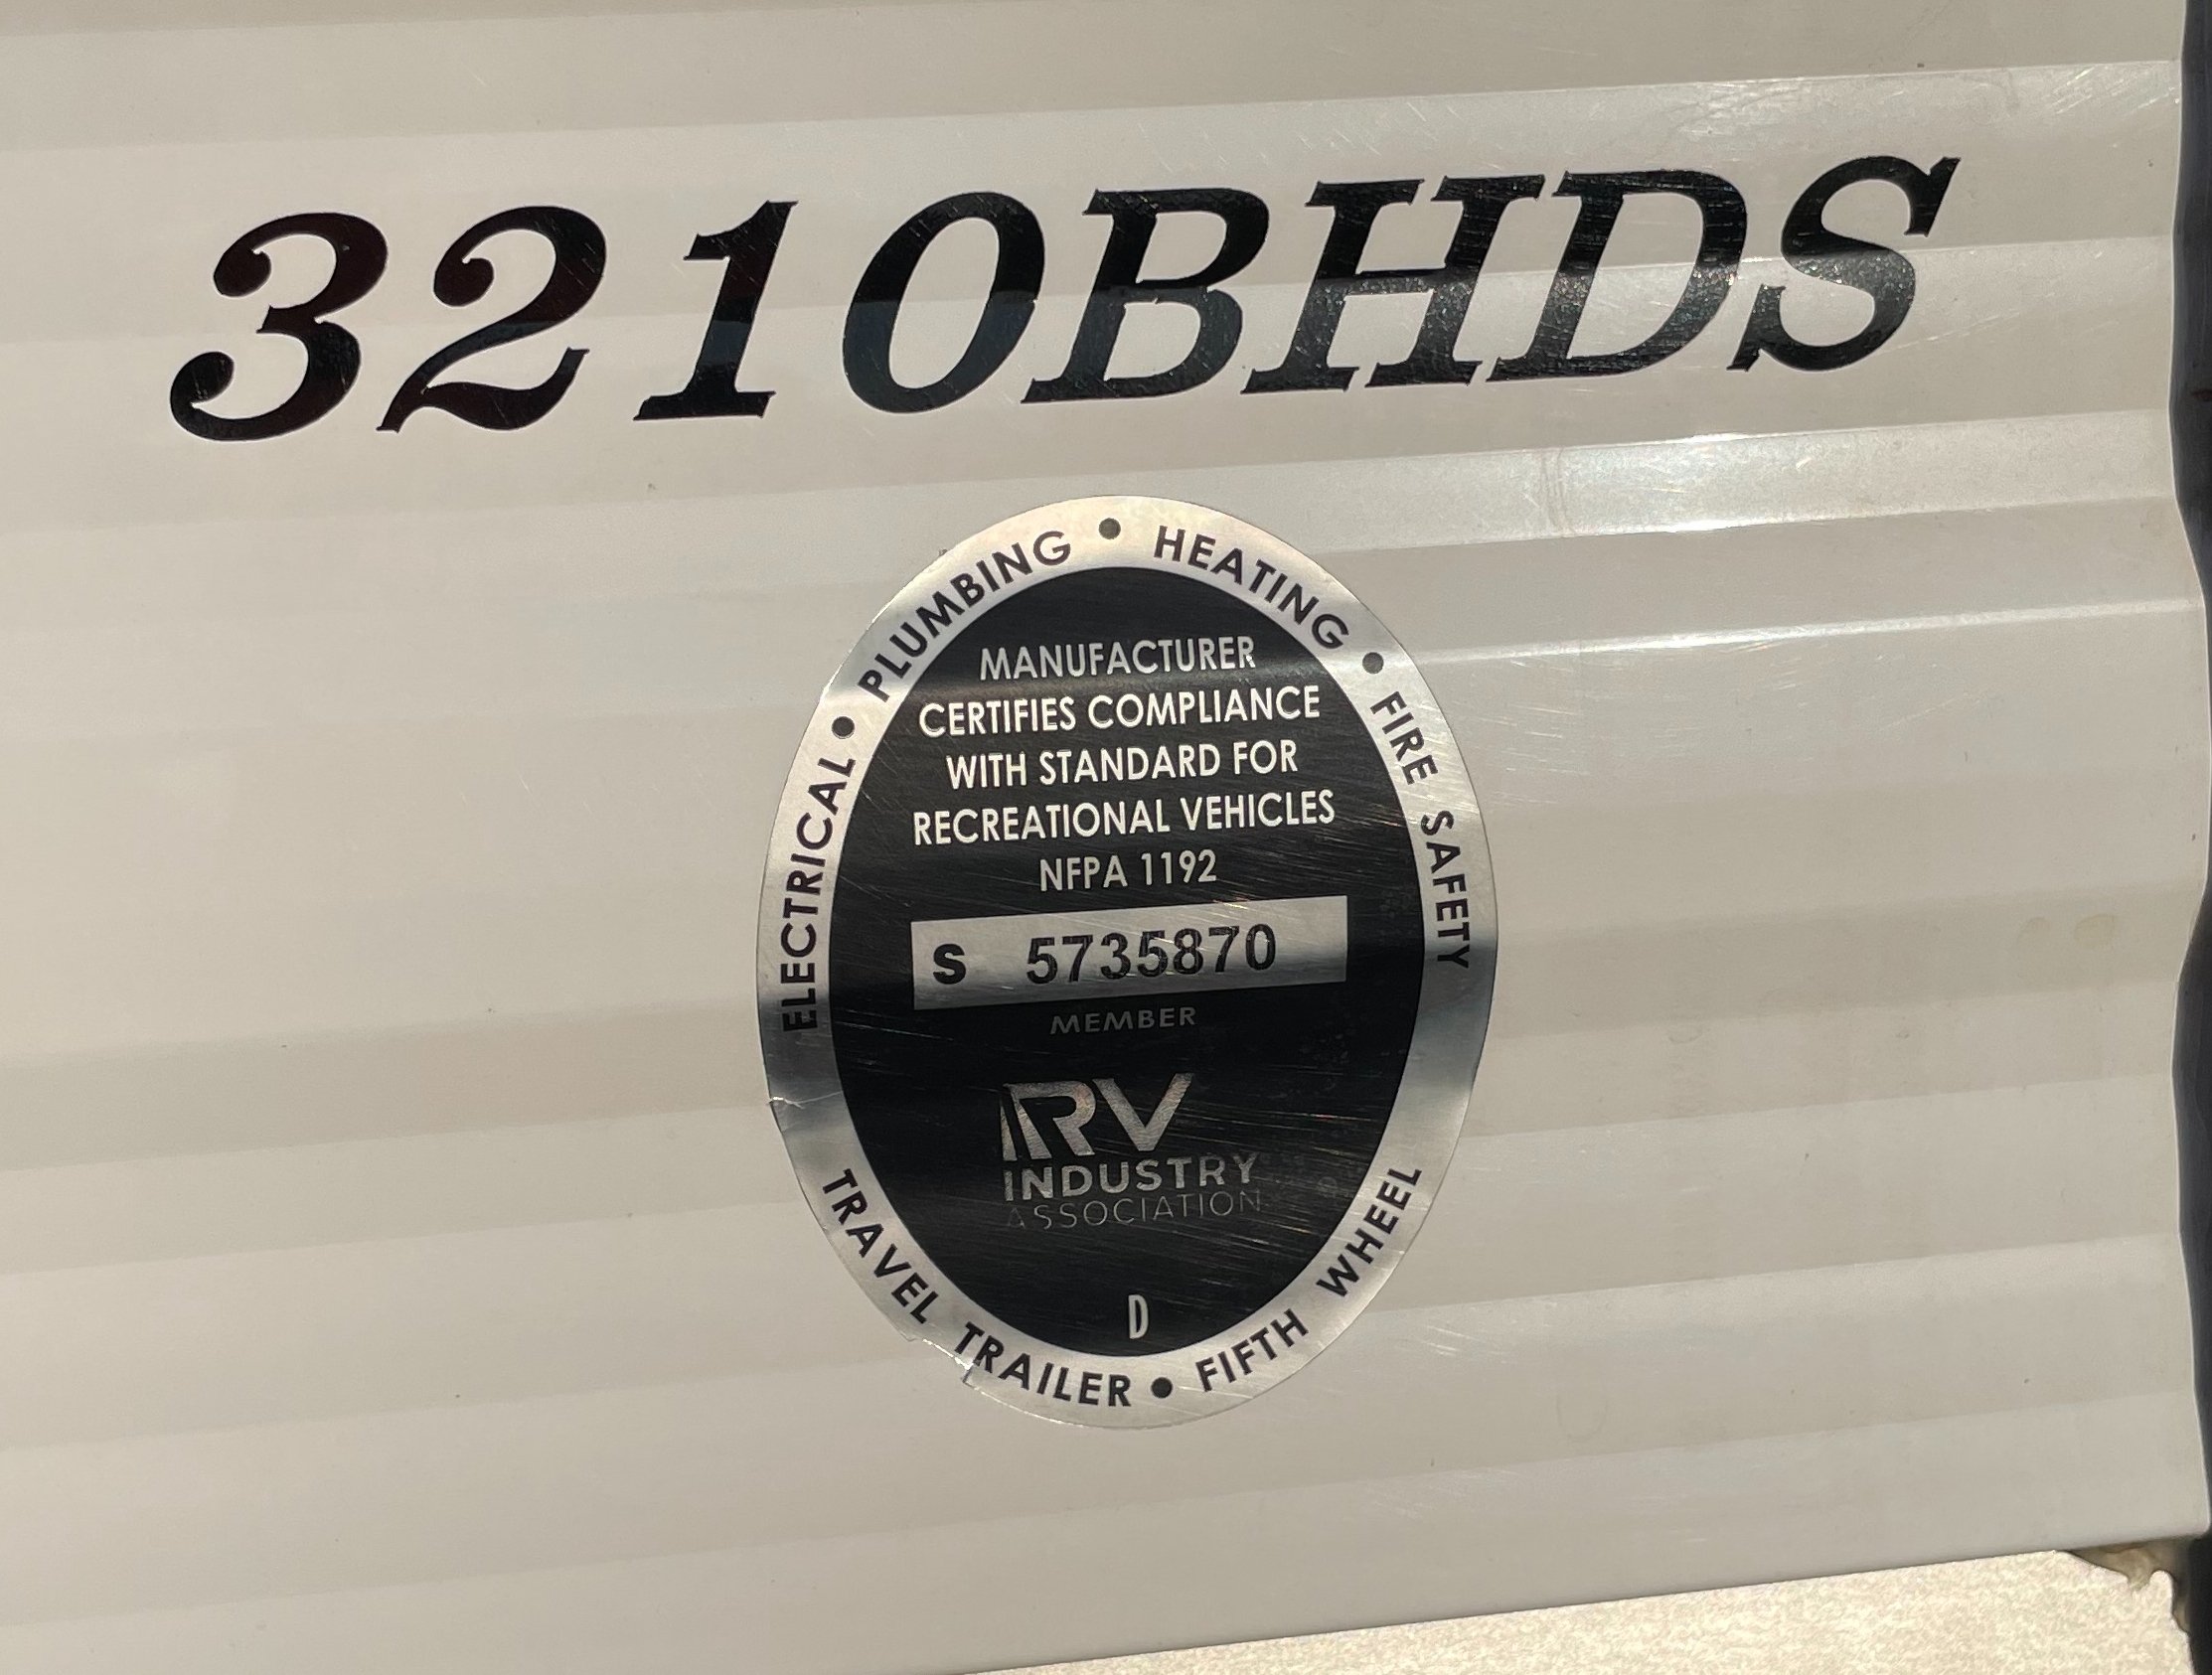 3210BHDS
ELECTRICAL • PLUMBING • HEATING • FIRE SAFETY
MANUFACTURER
CERTIFIES COMPLIANCE
WITH STANDARD FOR
RECREATIONAL VEHICLES
NFPA 1192
S 5735870
MEMBER
RV
INDUSTRY
ASSOCIATION
D
TRAVEL TRAILER • FIFTH WHEEL